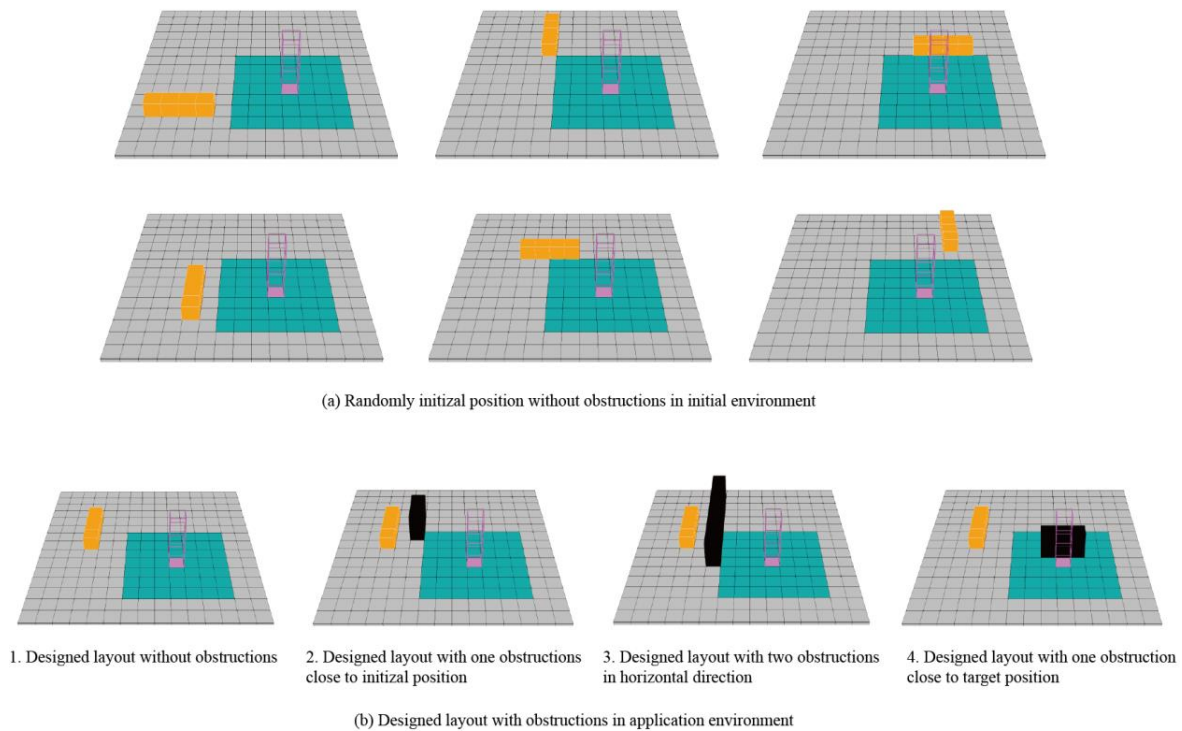 (a) Randomly initizal position without obstructions in initial environment
1. Designed layout without obstructions
2. Designed layout with one obstructions
close to initizal position
3. Designed layout with two obstructions
in horizontal direction
4. Designed layout with one obstruction
close to target position
(b) Designed layout with obstructions in application environment